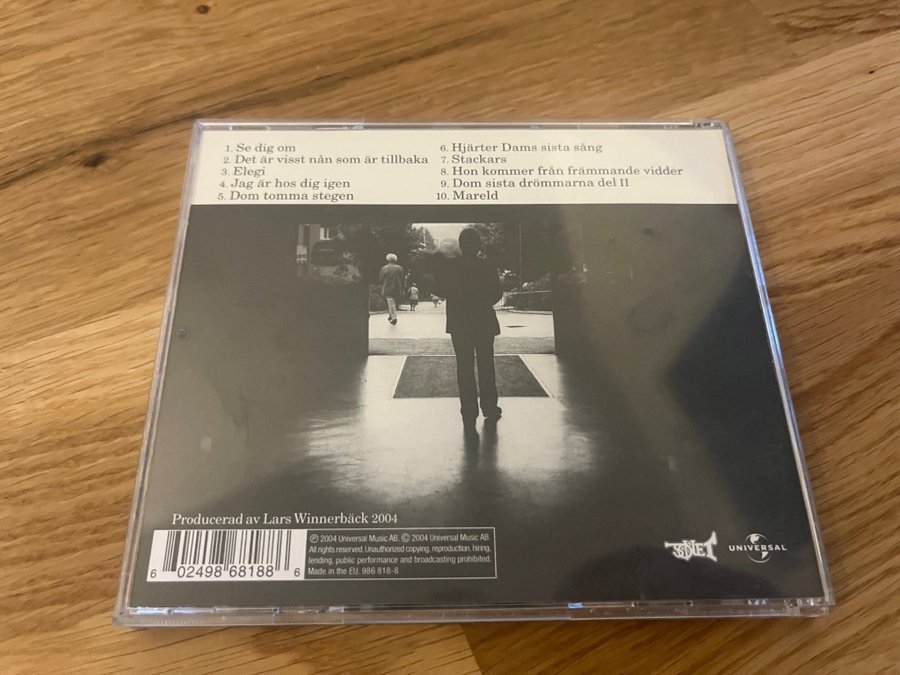 1. Se dig om
2. Det är visst nån som är tillbaka
3. Elegi
4. Jag är hos dig igen
5. Dom tomma stegen
6. Hjärter Dams sista sång
7. Stackars
8. Hon kommer från främmande vidder
9. Dom sista drömmarna del II
10. Mareld
Producerad av Lars Winnerbäck 2004
℗ 2004 Universal Music AB. © 2004 Universal Music AB.
All rights reserved. Unauthorized copying, reproduction, hiring,
lending, public performance and broadcasting prohibited.
Made in the EU. 986 818-8
6 02498 68188 6
UNIVERSAL